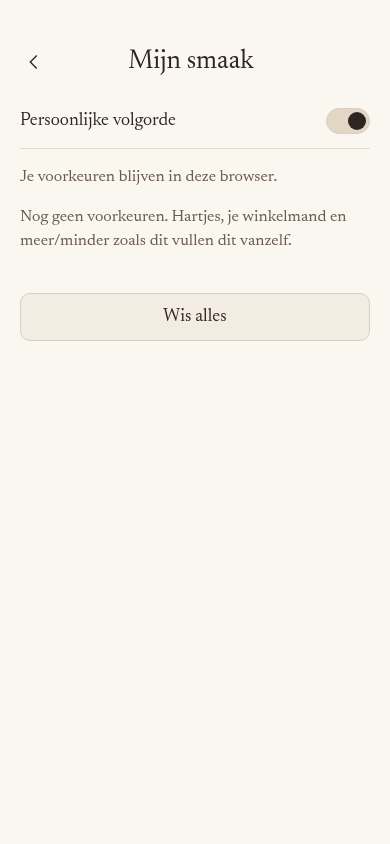 Mijn smaak
Persoonlijke volgorde
Je voorkeuren blijven in deze browser.
Nog geen voorkeuren. Hartjes, je winkelmand en
meer/minder zoals dit vullen dit vanzelf.
Wis alles